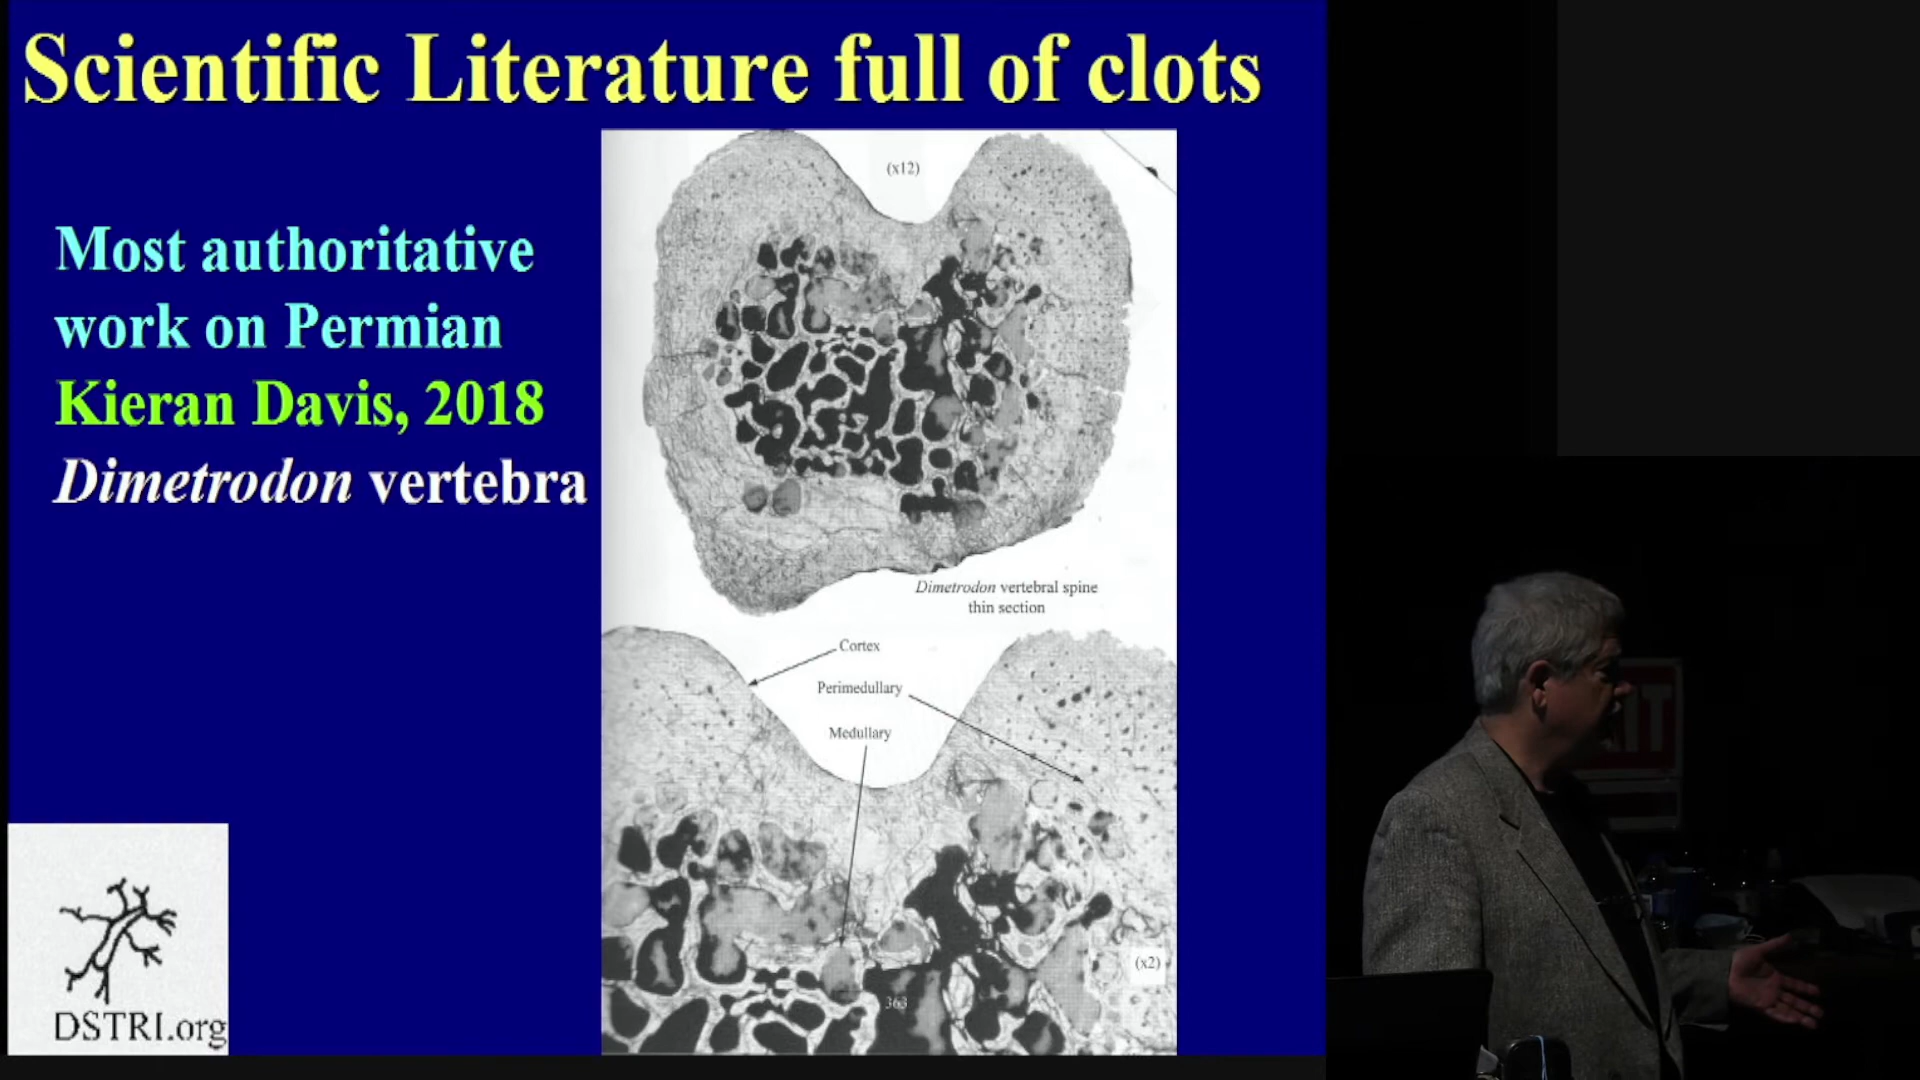 Scientific Literature full of clots
Most authoritative
work on Permian
Kieran Davis, 2018
Dimetrodon vertebra
(x12)
Dimetrodon vertebral spine
thin section
Cortex
Perimedullary
Medullary
(x2)
363
DSTRI.org